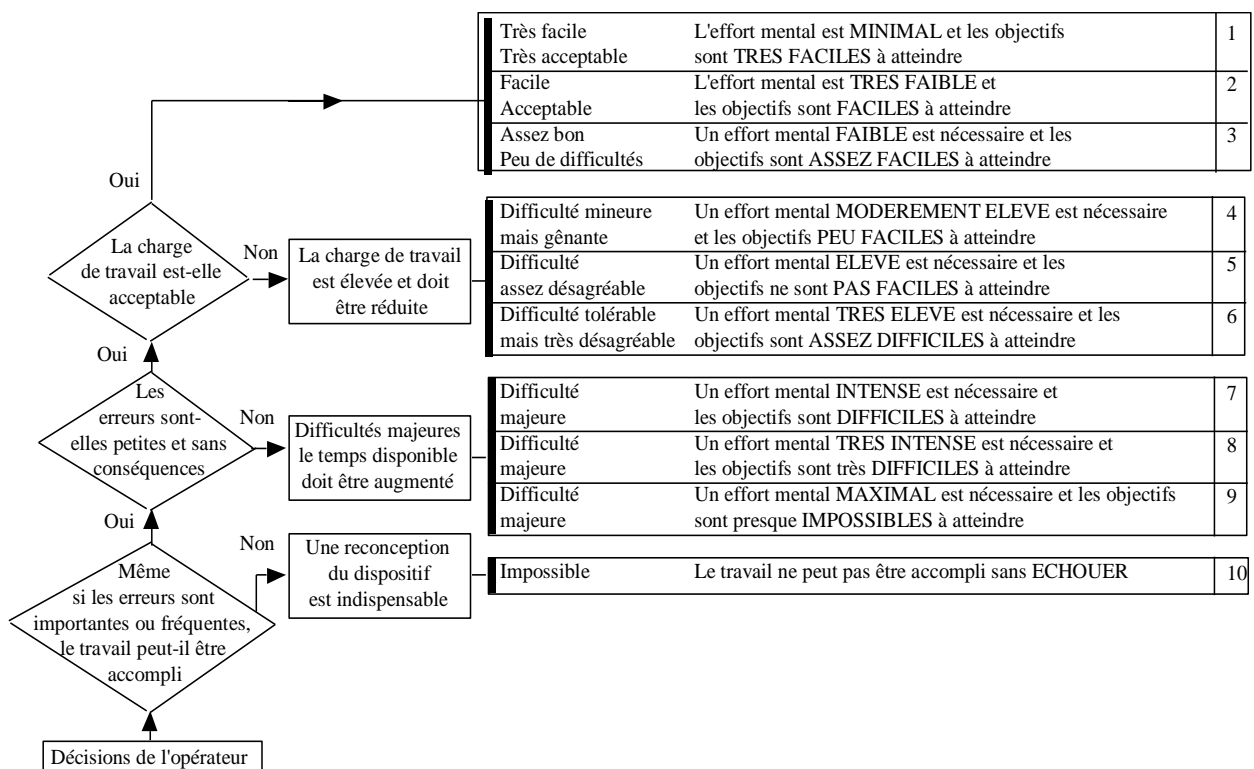 Très facile L'effort mental est MINIMAL et les objectifs 1
Très acceptable sont TRES FACILES à atteindre
Facile L'effort mental est TRES FAIBLE et 2
Acceptable les objectifs sont FACILES à atteindre
Assez bon Un effort mental FAIBLE est nécessaire et les 3
Peu de difficultés objectifs sont ASSEZ FACILES à atteindre
Oui
La charge
de travail est-elle
acceptable
Non
La charge de travail
est élevée et doit
être réduite
Difficulté mineure Un effort mental MODEREMENT ELEVE est nécessaire 4
mais gênante et les objectifs PEU FACILES à atteindre
Difficulté Un effort mental ELEVE est nécessaire et les 5
assez désagréable objectifs ne sont PAS FACILES à atteindre
Difficulté tolérable Un effort mental TRES ELEVE est nécessaire et les 6
mais très désagréable objectifs sont ASSEZ DIFFICILES à atteindre
Oui
Les
erreurs sont-
elles petites et sans
conséquences
Non
Difficultés majeures
le temps disponible
doit être augmenté
Difficulté Un effort mental INTENSE est nécessaire et 7
majeure les objectifs sont DIFFICILES à atteindre
Difficulté Un effort mental TRES INTENSE est nécessaire et 8
majeure les objectifs sont très DIFFICILES à atteindre
Difficulté Un effort mental MAXIMAL est nécessaire et les objectifs 9
majeure sont presque IMPOSSIBLES à atteindre
Oui
Même
si les erreurs sont
importantes ou fréquentes,
le travail peut-il être
accompli
Non
Une reconception
du dispositif
est indispensable
Impossible Le travail ne peut pas être accompli sans ECHOUER 10
Décisions de l'opérateur